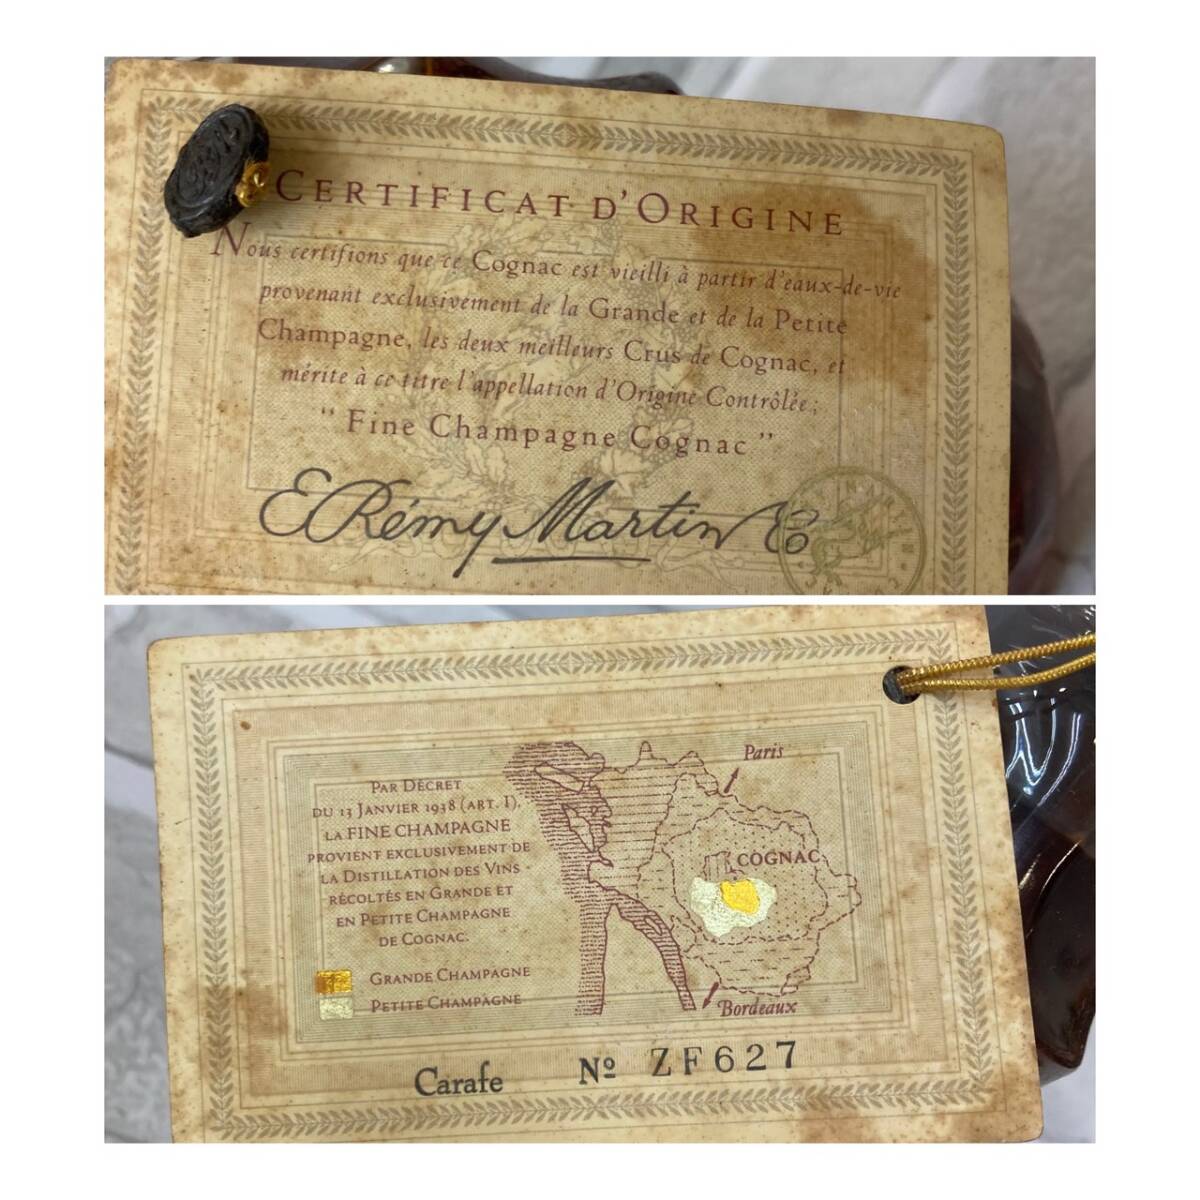 CERTIFICAT D'ORIGINE
Nous certifions que ce Cognac est vieilli à partir d'eaux-de-vie
provenant exclusivement de la Grande et de la Petite
Champagne, les deux meilleurs Crus de Cognac, et
mérite à ce titre l'appellation d'Origine Contrôlée;
" Fine Champagne Cognac "
E Rémy Martin & Co
PAR DÉCRET
DU 13 JANVIER 1938 (ART. I),
LA FINE CHAMPAGNE
PROVIENT EXCLUSIVEMENT DE
LA DISTILLATION DES VINS
RÉCOLTÉS EN GRANDE ET
EN PETITE CHAMPAGNE
DE COGNAC.
GRANDE CHAMPAGNE
PETITE CHAMPAGNE
Paris
COGNAC
Bordeaux
Carafe Nº ZF627